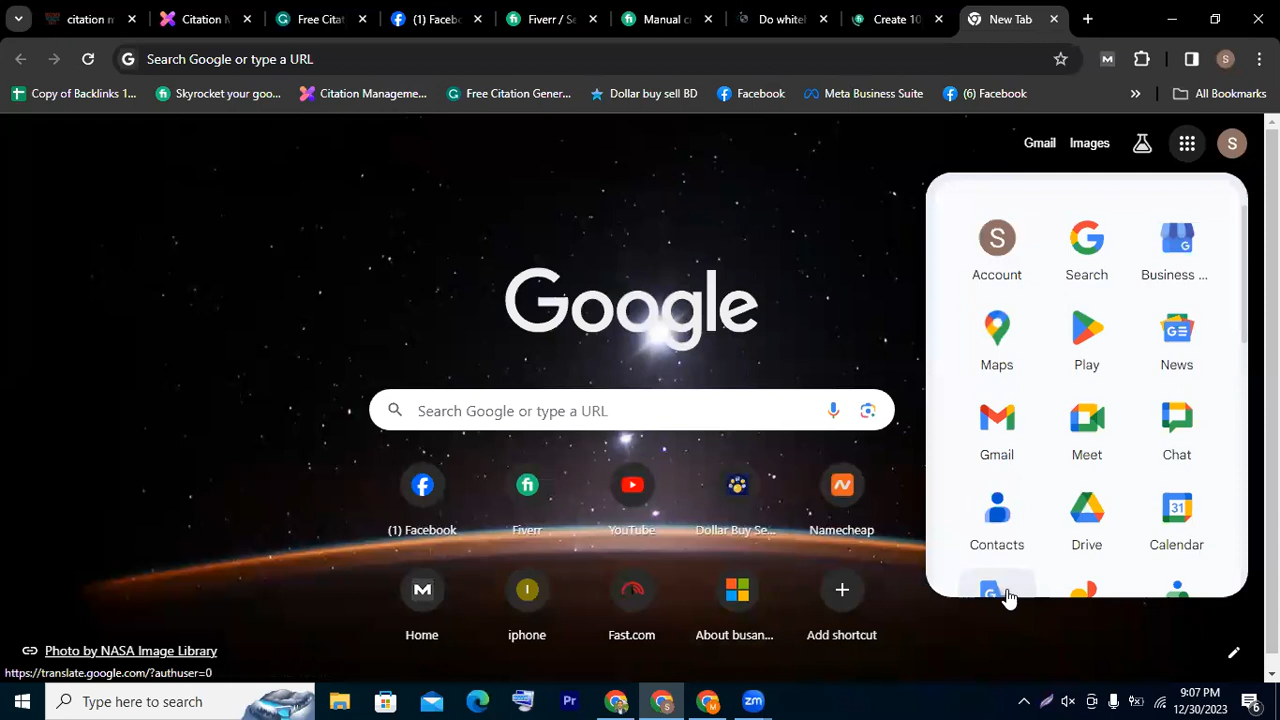 citation m
Citation M
Free Citat
(1) Faceb
Fiverr / Se
Manual c
Do white
Create 10
New Tab
Search Google or type a URL
Copy of Backlinks 1...
Skyrocket your goo...
Citation Manageme...
Free Citation Gener...
Dollar buy sell BD
Facebook
Meta Business Suite
(6) Facebook
»
All Bookmarks
Gmail
Images
S
S
Account
Search
Business ...
Maps
Play
News
Gmail
Meet
Chat
Contacts
Drive
31
Calendar
Google
Search Google or type a URL
(1) Facebook
Fiverr
YouTube
Dollar Buy Se...
Namecheap
Home
iphone
Fast.com
About busan...
Add shortcut
Photo by NASA Image Library
https://translate.google.com/?authuser=0
Type here to search
Pr
zm
9:07 PM
12/30/2023
6